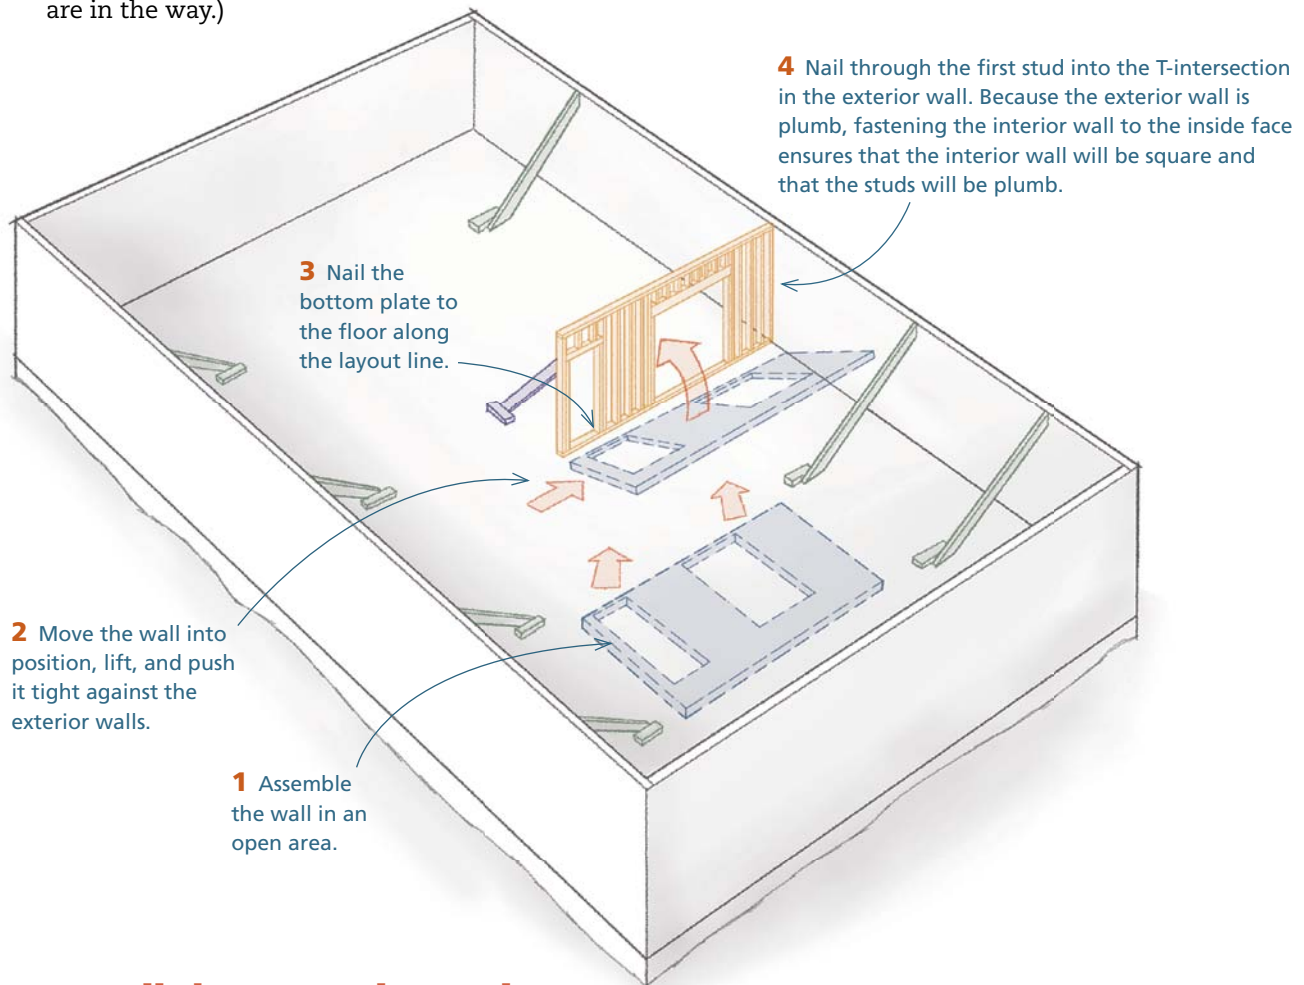 are in the way.)
4 Nail through the first stud into the T-intersection
in the exterior wall. Because the exterior wall is
plumb, fastening the interior wall to the inside face
ensures that the interior wall will be square and
that the studs will be plumb.
3 Nail the
bottom plate to
the floor along
the layout line.
2 Move the wall into
position, lift, and push
it tight against the
exterior walls.
1 Assemble
the wall in an
open area.